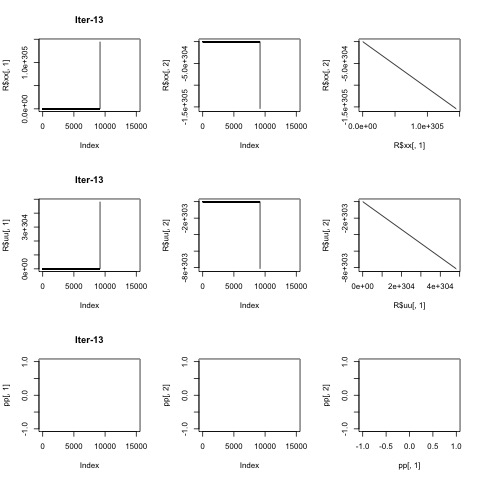 Iter-13
R$xx[, 1]
0.0e+00
1.0e+305
0
5000
10000
15000
Index
R$xx[, 2]
-1.5e+305
-5.0e+304
0
5000
10000
15000
Index
R$xx[, 2]
-1.5e+305
-5.0e+304
0.0e+00
1.0e+305
R$xx[, 1]
Iter-13
R$uu[, 1]
0e+00
3e+304
0
5000
10000
15000
Index
R$uu[, 2]
-8e+303
-2e+303
0
5000
10000
15000
Index
R$uu[, 2]
-8e+303
-2e+303
0e+00
2e+304
4e+304
R$uu[, 1]
Iter-13
pp[, 1]
-1.0
0.0
1.0
0
5000
10000
15000
Index
pp[, 2]
-1.0
0.0
1.0
0
5000
10000
15000
Index
pp[, 2]
-1.0
0.0
1.0
-1.0
-0.5
0.0
0.5
1.0
pp[, 1]